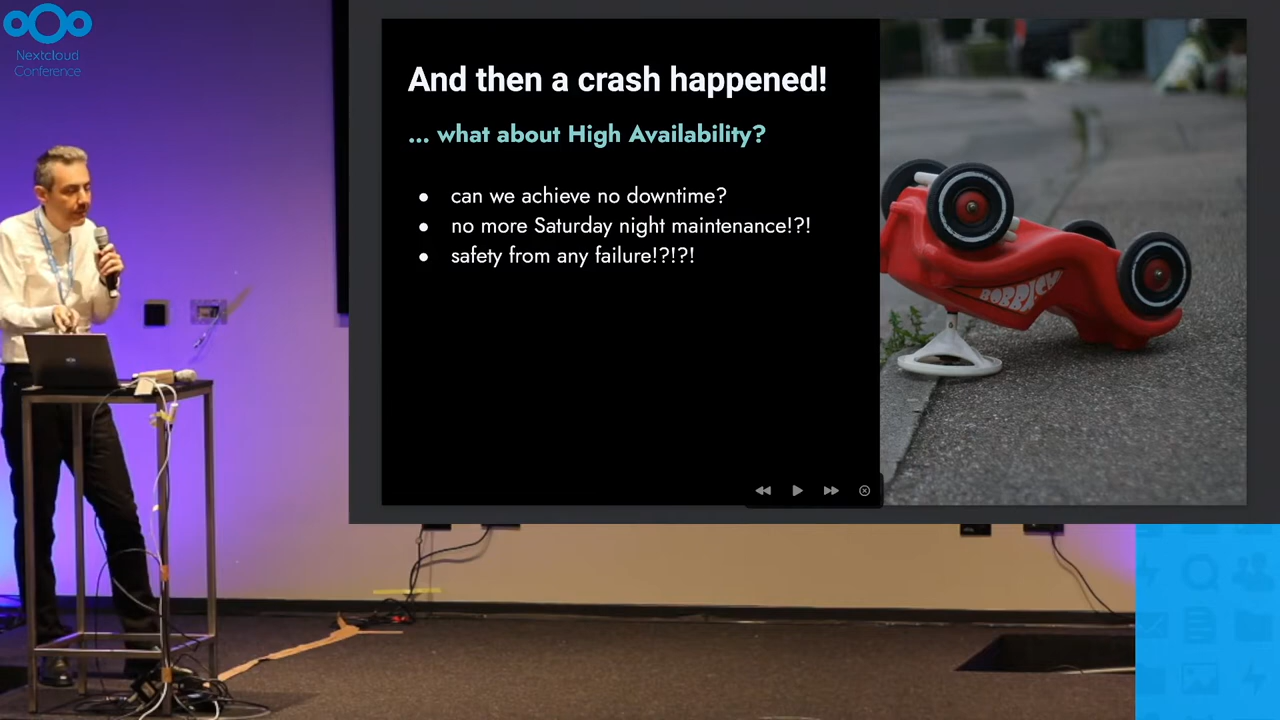 Nextcloud
Conference
And then a crash happened!
... what about High Availability?
● can we achieve no downtime?
● no more Saturday night maintenance!?!
● safety from any failure!?!?!